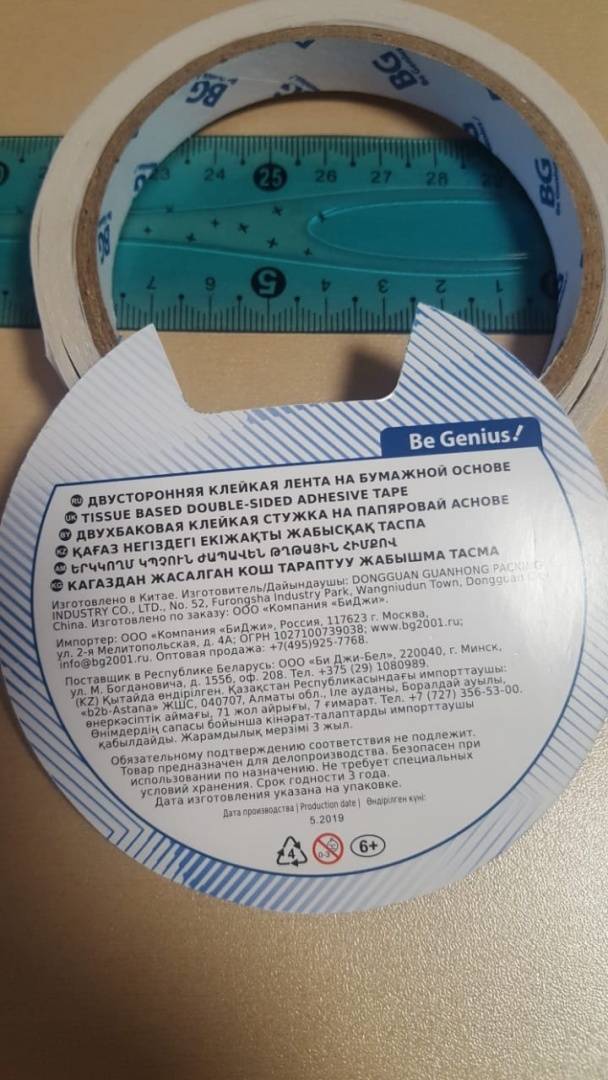 BG
BG
Be Genius!
BG
23 24 25 26 27 28
7 6 5 4 3 2 1
Be Genius!
RU ДВУСТОРОННЯЯ КЛЕЙКАЯ ЛЕНТА НА БУМАЖНОЙ ОСНОВЕ
UK TISSUE BASED DOUBLE-SIDED ADHESIVE TAPE
BY ДВУХБАКОВАЯ КЛЕЙКАЯ СТУЖКА НА ПАПЯРОВАЙ АСНОВЕ
KZ ҚАҒАЗ НЕГІЗДЕГІ ЕКІЖАҚТЫ ЖАБЫСҚАҚ ТАСПА
AM ԵՐԿԿՈՂՄ ԿՊՉՈՒՆ ԺԱՊԱՎԵՆ ԹՂԹԱՅԻՆ ՀԻՄՔՈՎ
KG КАГАЗДАН ЖАСАЛГАН КОШ ТАРАПТУУ ЖАБЫШМА ТАСМА
Изготовлено в Китае. Изготовитель/Дайындаушы: DONGGUAN GUANHONG PACKING
INDUSTRY CO., LTD., No. 52, Furongsha Industry Park, Wangniudun Town, Dongguan
China. Изготовлено по заказу: ООО «Компания «БиДжи».
Импортер: ООО «Компания «БиДжи», Россия, 117623 г. Москва,
ул. 2-я Мелитопольская, д. 4А; ОГРН 1027100739038; www.bg2001.ru;
info@bg2001.ru. Оптовая продажа: +7(495)925-7768.
Поставщик в Республике Беларусь: ООО «Би Джи-Бел», 220040, г. Минск,
ул. М. Богдановича, д. 155б, оф. 208. Тел. +375 (29) 1080989.
(KZ) Қытайда өндірілген. Қазақстан Республикасындағы импорттаушы:
«b2b-Astana» ЖШС, 040707, Алматы обл., Іле ауданы, Боралдай ауылы,
өнеркәсіптік аймағы, 71 жол айрығы, 7 ғимарат. Тел. +7 (727) 356-53-00.
Өнімдердің сапасы бойынша кінәрат-талаптарды импорттаушы
қабылдайды. Жарамдылық мерзімі 3 жыл.
Обязательному подтверждению соответствия не подлежит.
Товар предназначен для делопроизводства. Безопасен при
использовании по назначению. Не требует специальных
условий хранения. Срок годности 3 года.
Дата изготовления указана на упаковке.
Дата производства | Production date | Өндірілген күні:
5.2019
4 0-3 6+